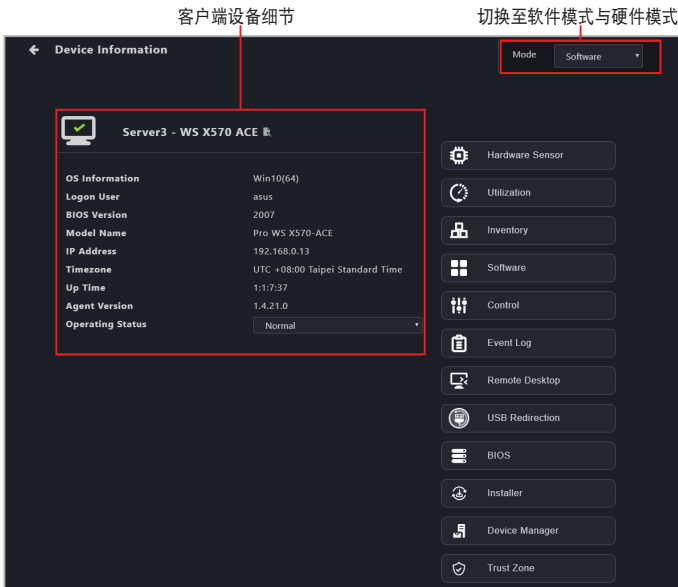 客户端设备细节
切换至软件模式与硬件模式
Device Information
Mode
Software
Server3 - WS X570 ACE
OS Information Win10(64)
Logon User asus
BIOS Version 2007
Model Name Pro WS X570-ACE
IP Address 192.168.0.13
Timezone UTC +08:00 Taipei Standard Time
Up Time 1:1:7:37
Agent Version 1.4.21.0
Operating Status Normal
Hardware Sensor
Utilization
Inventory
Software
Control
Event Log
Remote Desktop
USB Redirection
BIOS
Installer
Device Manager
Trust Zone